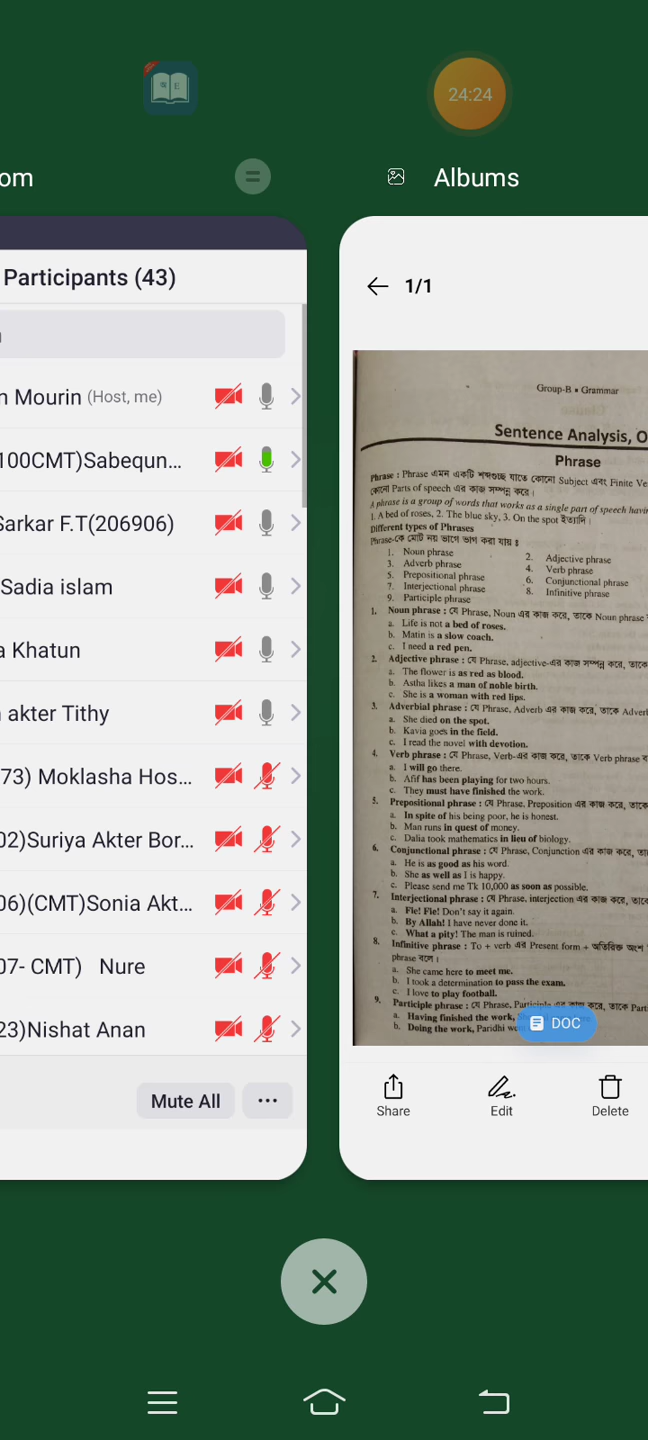 24:24
om
Albums
Participants (43)
n Mourin (Host, me)
100CMT)Sabequn...
Sarkar F.T(206906)
Sadia islam
a Khatun
akter Tithy
73) Moklasha Hos...
02)Suriya Akter Bor...
06)(CMT)Sonia Akt...
07- CMT) Nure
23)Nishat Anan
Mute All
1/1
Group-B • Grammar
Sentence Analysis, O
Phrase
Phrase : Phrase এমন একটি শব্দগুচ্ছ যাতে কোনো Subject এবং Finite Ve
কোনো Parts of speech এর কাজ সম্পন্ন করে।
A phrase is a group of words that works as a single part of speech havin
1. A bed of roses, 2. The blue sky, 3. On the spot ইত্যাদি।
Different types of Phrases
Phrase-কে মোট নয় ভাগে ভাগ করা যায় ঃ
1. Noun phrase 2. Adjective phrase
3. Adverb phrase 4. Verb phrase
5. Prepositional phrase 6. Conjunctional phrase
7. Interjectional phrase 8. Infinitive phrase
9. Participle phrase
1. Noun phrase : যে Phrase, Noun এর কাজ করে, তাকে Noun phrase
a. Life is not a bed of roses.
b. Matin is a slow coach.
c. I need a red pen.
2. Adjective phrase : যে Phrase, adjective-এর কাজ সম্পন্ন করে, তাকে
a. The flower is as red as blood.
b. Astha likes a man of noble birth.
c. She is a woman with red lips.
3. Adverbial phrase : যে Phrase, Adverb এর কাজ করে, তাকে Adver
a. She died on the spot.
b. Kavia goes in the field.
c. I read the novel with devotion.
4. Verb phrase : যে Phrase, Verb-এর কাজ করে, তাকে Verb phrase ব
a. I will go there.
b. Afif has been playing for two hours.
c. They must have finished the work.
5. Prepositional phrase : যে Phrase, Preposition এর কাজ করে, তাকে
a. In spite of his being poor, he is honest.
b. Man runs in quest of money.
c. Dalia took mathematics in lieu of biology.
6. Conjunctional phrase : যে Phrase, Conjunction এর কাজ করে,
a. He is as good as his word.
b. She as well as I is happy.
c. Please send me Tk 10,000 as soon as possible.
7. Interjectional phrase : যে Phrase, interjection এর কাজ করে,
a. Fie! Fie! Don't say it again.
b. By Allah! I have never done it.
c. What a pity! The man is ruined.
8. Infinitive phrase : To + verb এর Present form + অতিরিক্ত অংশ
phrase বলে।
a. She came here to meet me.
b. I took a determination to pass the exam.
c. I love to play football.
9. Participle phrase : যে Phrase, Participle এর কাজ করে, তাকে Parti
a. Having finished the work,
b. Doing the work, Paridhi
DOC
Share
Edit
Delete